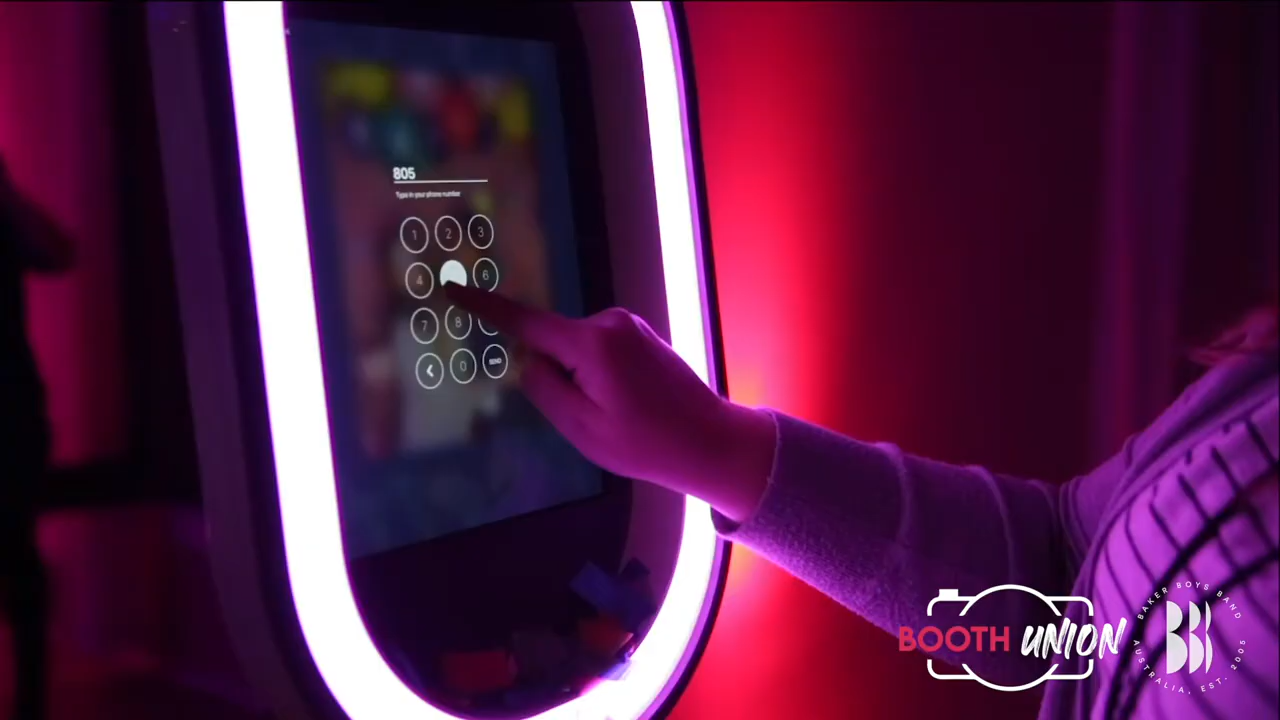 805
Type in your phone number
1 2 3
4 6
7 8
0 SEND
BOOTH UNION
BAKER BOYS BAND
BB
AUSTRALIA, EST. 2005